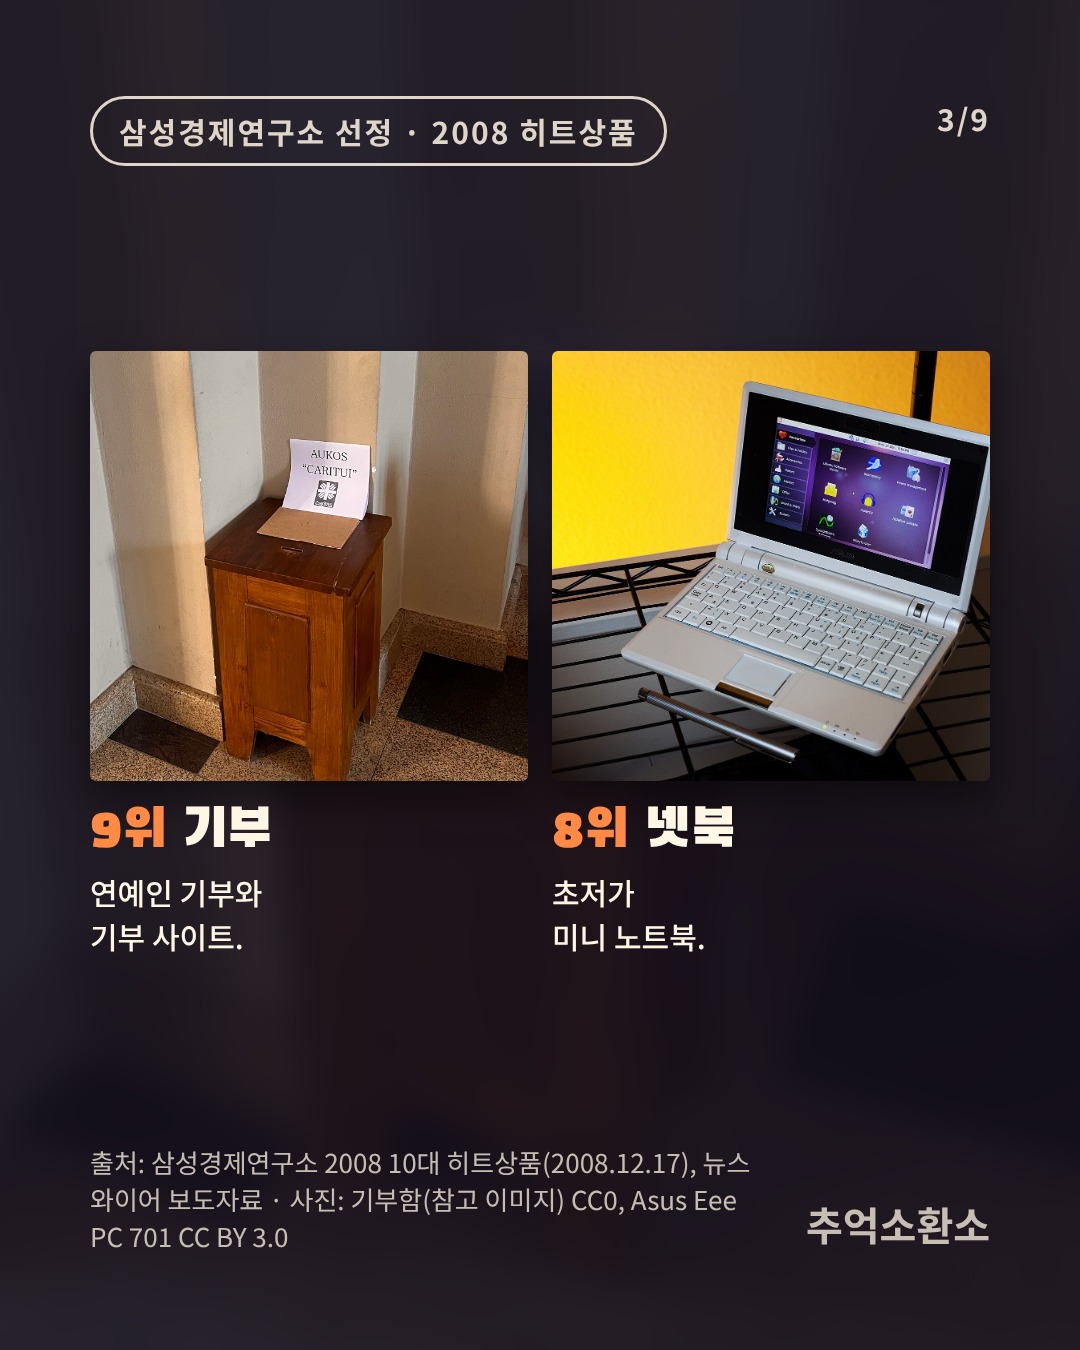 삼성경제연구소 선정 · 2008 히트상품
3/9
AUKOS
"CARITUI"
9위 기부
연예인 기부와
기부 사이트.
8위 넷북
초저가
미니 노트북.
출처: 삼성경제연구소 2008 10대 히트상품(2008.12.17), 뉴스
와이어 보도자료 · 사진: 기부함(참고 이미지) CC0, Asus Eee
PC 701 CC BY 3.0
추억소환소